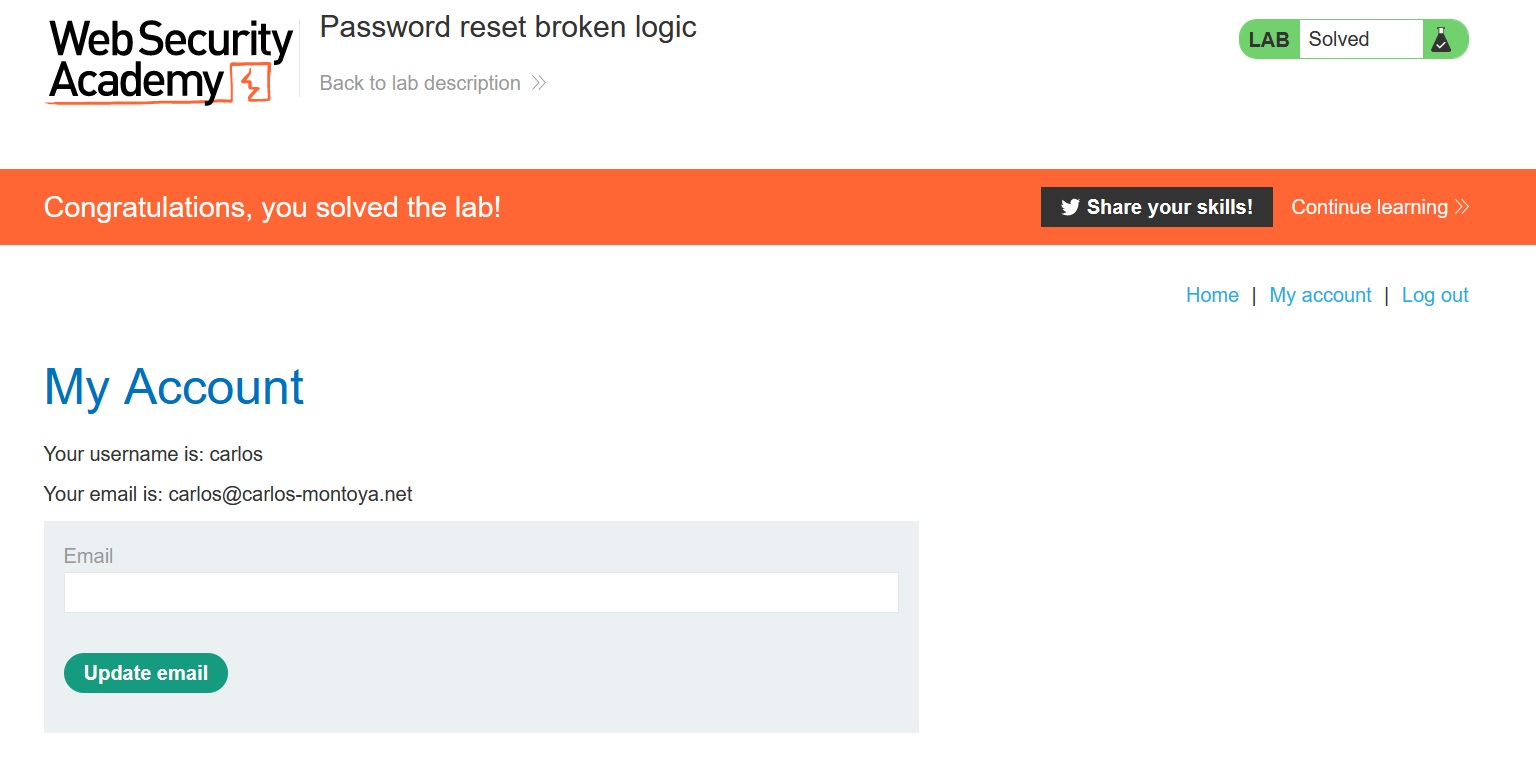 Web Security
Academy
Password reset broken logic
Back to lab description
LAB Solved
Congratulations, you solved the lab!
Share your skills!
Continue learning
Home | My account | Log out
My Account
Your username is: carlos
Your email is: carlos@carlos-montoya.net
Email
Update email